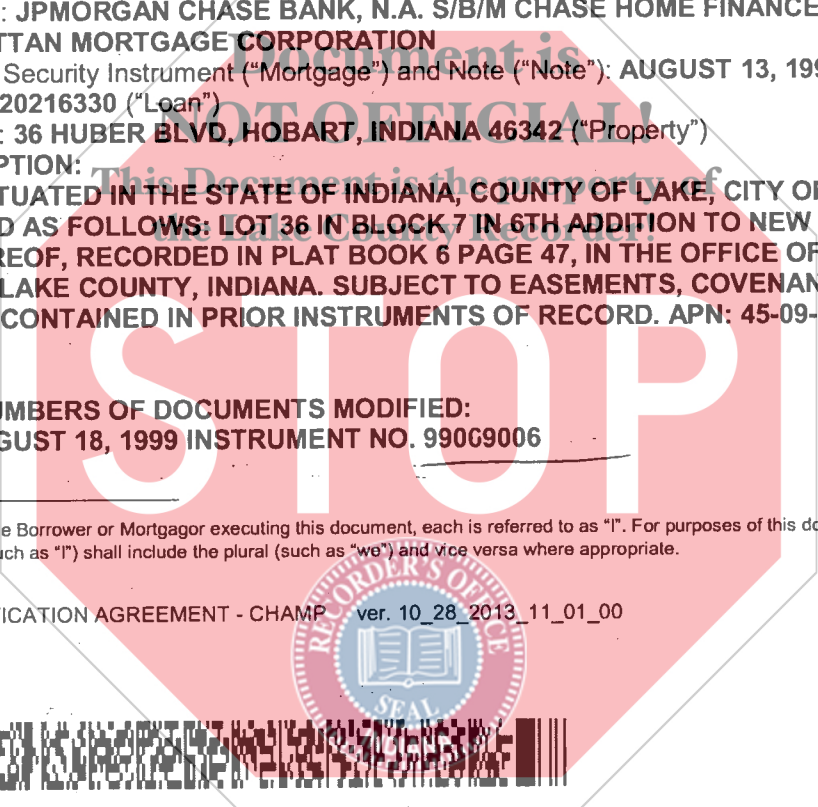 : JPMORGAN CHASE BANK, N.A. S/B/M CHASE HOME FINANCE
TTAN MORTGAGE CORPORATION
Document is
Security Instrument (“Mortgage”) and Note (“Note”): AUGUST 13, 199
20216330 (“Loan”)
NOT OFFICIAL!
: 36 HUBER BLVD, HOBART, INDIANA 46342 (“Property”)
PTION:
This Document is the property of
TUATED IN THE STATE OF INDIANA, COUNTY OF LAKE, CITY OF
the Lake County Recorder!
D AS FOLLOWS: LOT 36 IN BLOCK 7 IN 6TH ADDITION TO NEW
REOF, RECORDED IN PLAT BOOK 6 PAGE 47, IN THE OFFICE OF
LAKE COUNTY, INDIANA. SUBJECT TO EASEMENTS, COVENAN
CONTAINED IN PRIOR INSTRUMENTS OF RECORD. APN: 45-09-
STOP
UMBERS OF DOCUMENTS MODIFIED:
GUST 18, 1999 INSTRUMENT NO. 99069006
e Borrower or Mortgagor executing this document, each is referred to as “I”. For purposes of this do
uch as “I”) shall include the plural (such as “we”) and vice versa where appropriate.
RECORDER'S OFFICE
FICATION AGREEMENT - CHAMP ver. 10_28_2013_11_01_00
SEAL
INDIANA